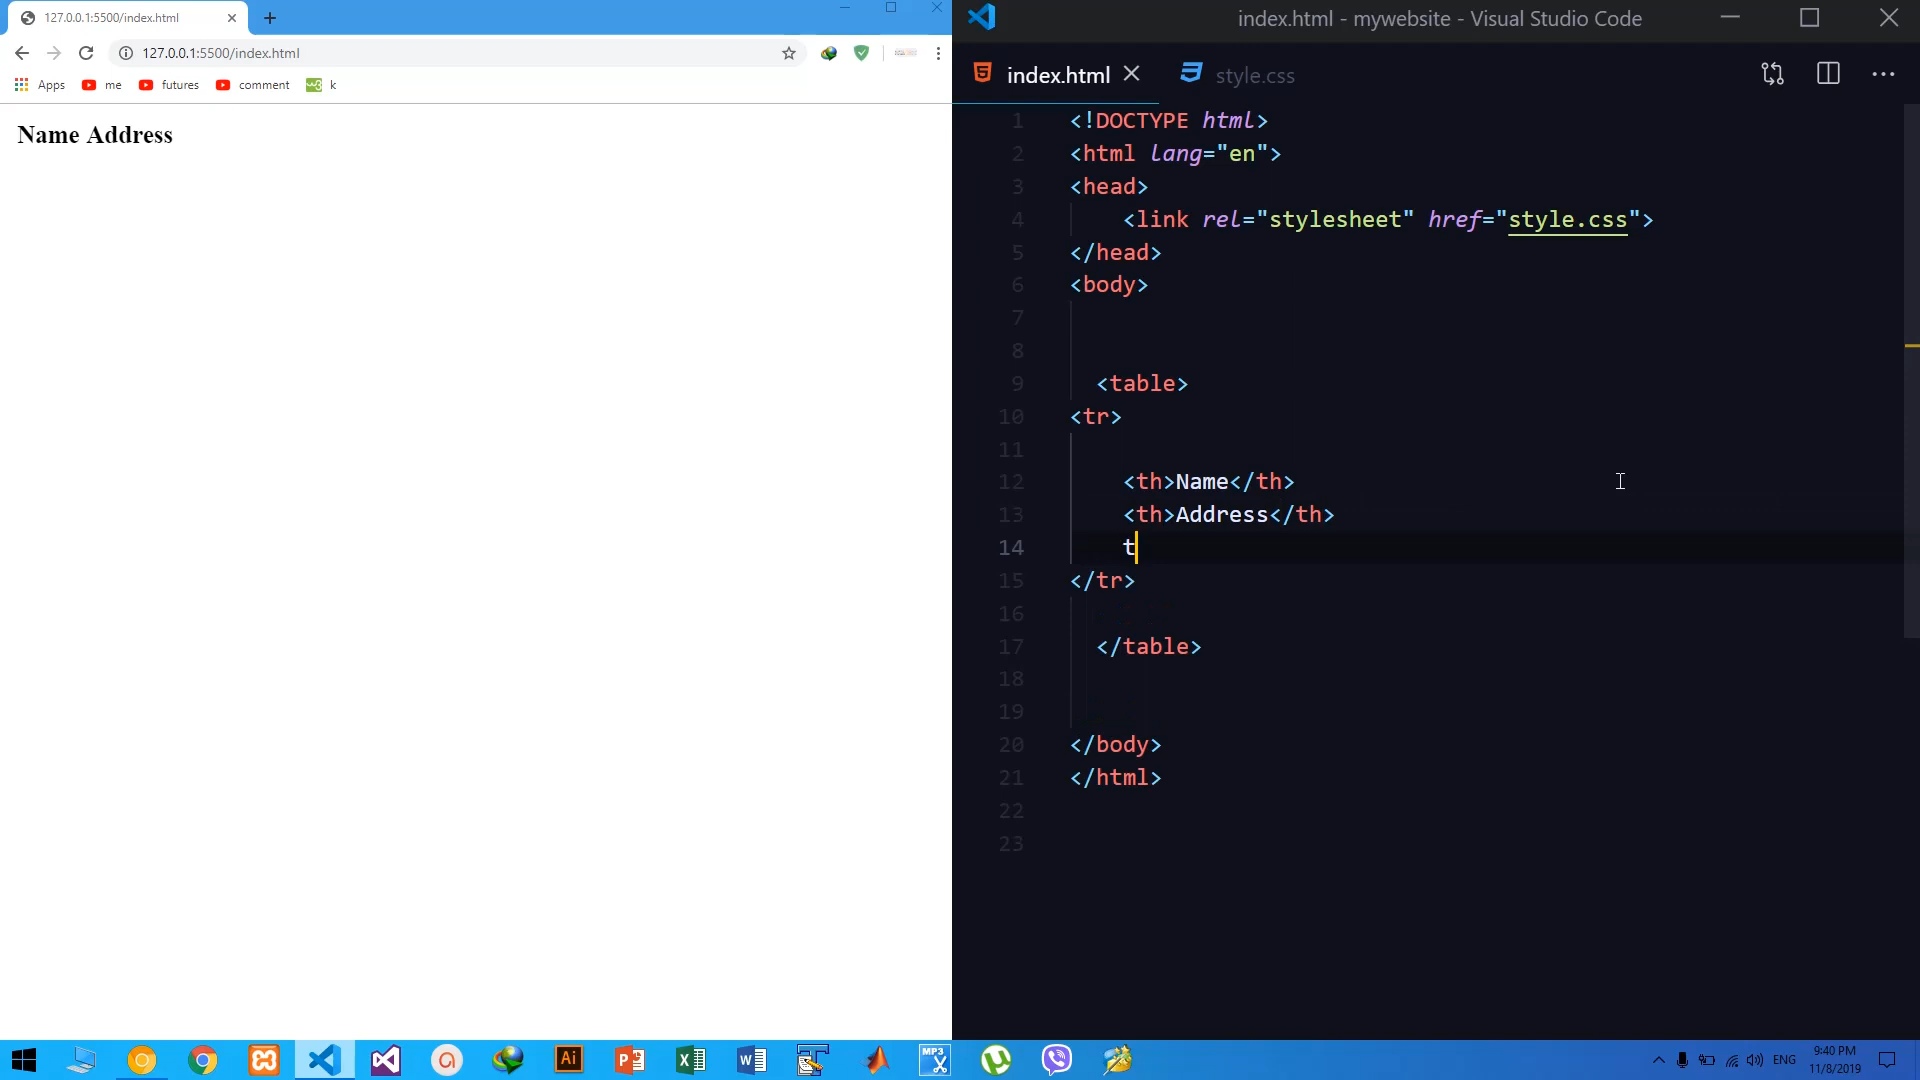 127.0.0.1:5500/index.html
127.0.0.1:5500/index.html
Apps me futures comment k
Name Address
index.html - mywebsite - Visual Studio Code
index.html style.css
1 <!DOCTYPE html>
2 <html lang="en">
3 <head>
4 <link rel="stylesheet" href="style.css">
5 </head>
6 <body>
7
8
9 <table>
10 <tr>
11
12 <th>Name</th>
13 <th>Address</th>
14 t
15 </tr>
16
17 </table>
18
19
20 </body>
21 </html>
22
23
Ai
MP3
ENG
9:40 PM
11/8/2019